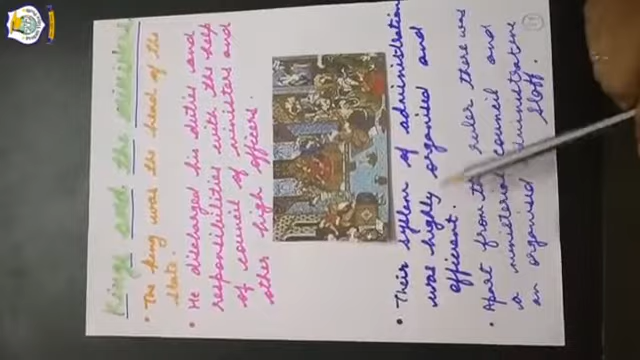 Kings and the ministers
• The king was the head of the
state.
• He discharged his duties and
responsibilities with the help
of council of ministers and
other high officers.
• Their system of administration
was highly organised and
efficient.
• Apart from the ruler there was
a ministerial council and
an organised administrative
staff.